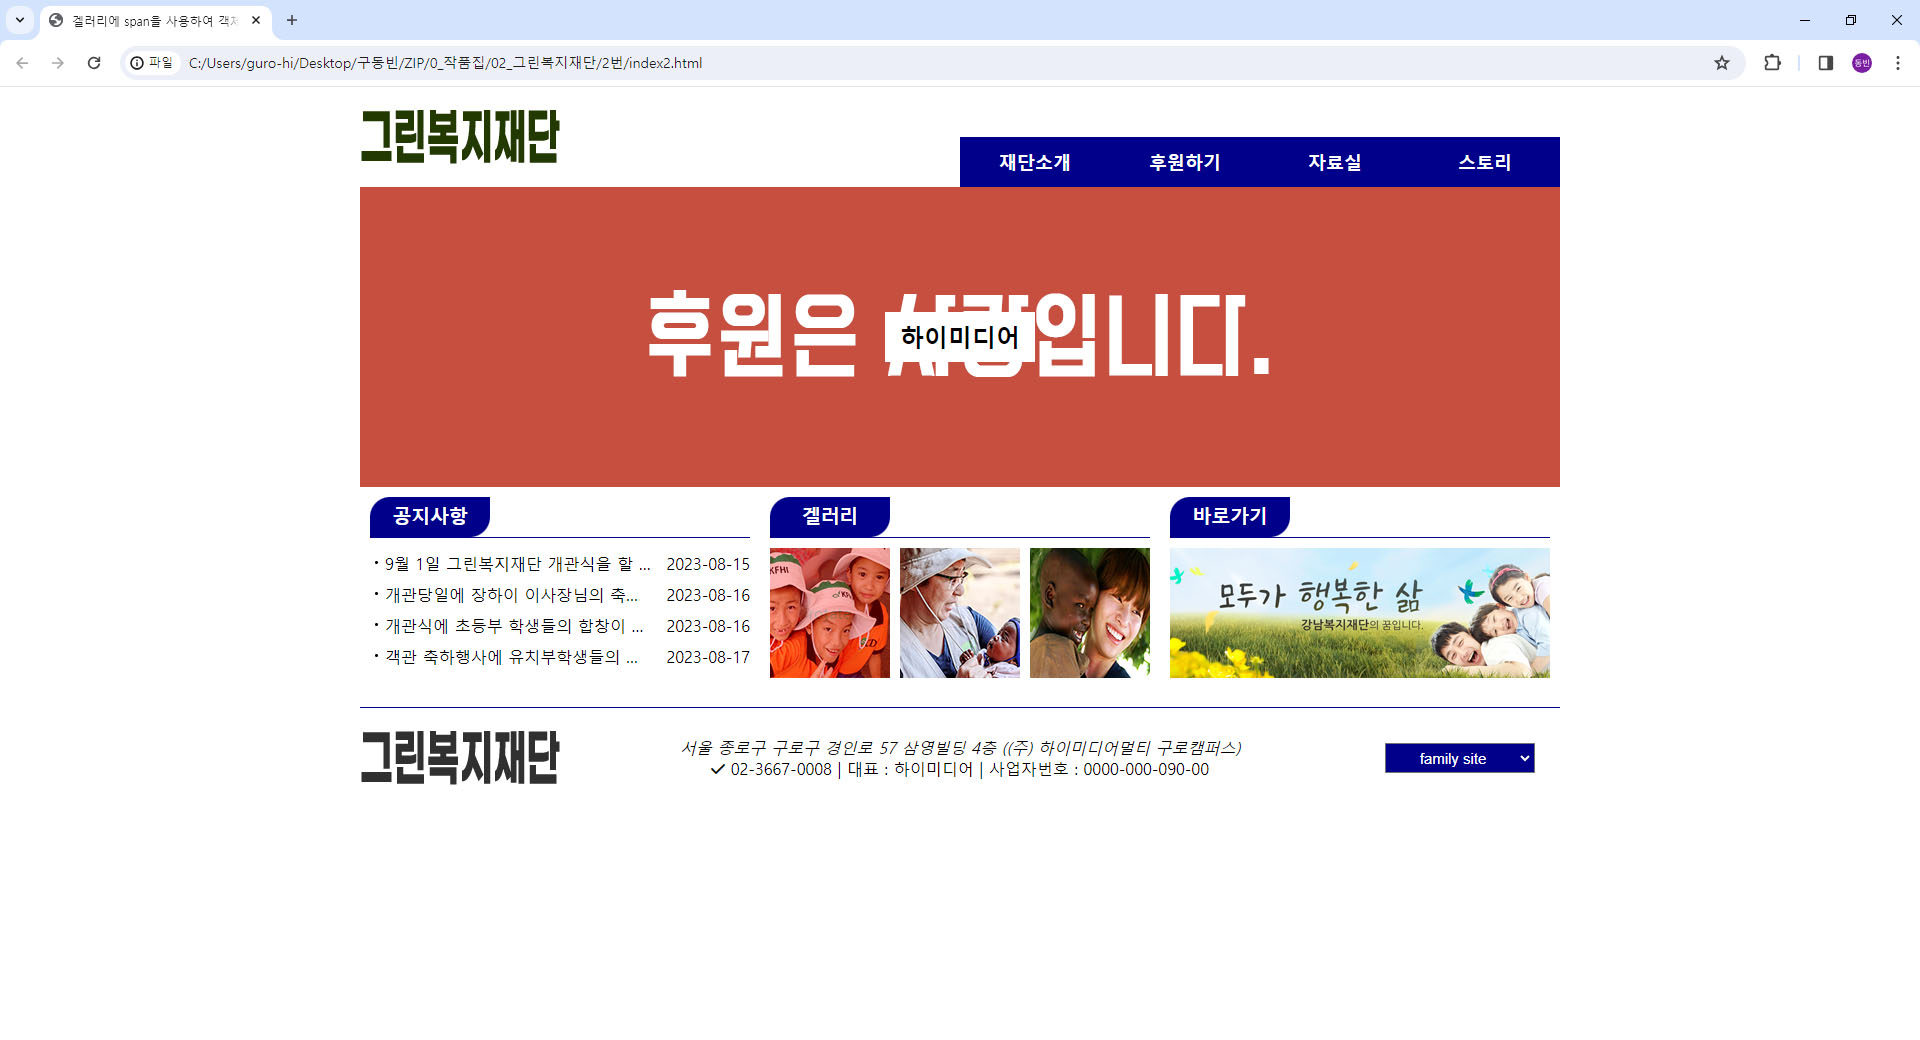 겔러리에 span을 사용하여 객체
파일
C:/Users/guro-hi/Desktop/구동빈/ZIP/0_작품집/02_그린복지재단/2번/index2.html
동빈
그린복지재단
재단소개 후원하기 자료실 스토리
후원은 입니다.
하이미디어
공지사항
· 9월 1일 그린복지재단 개관식을 할 ... 2023-08-15
· 개관당일에 장하이 이사장님의 축... 2023-08-16
· 개관식에 초등부 학생들의 합창이 ... 2023-08-16
· 객관 축하행사에 유치부학생들의 ... 2023-08-17
겔러리
KFHI
바로가기
모두가 행복한 삶
강남복지재단의 꿈입니다.
그린복지재단
서울 종로구 구로구 경인로 57 삼영빌딩 4층 ((주) 하이미디어멀티 구로캠퍼스)
02-3667-0008 | 대표 : 하이미디어 | 사업자번호 : 0000-000-090-00
family site